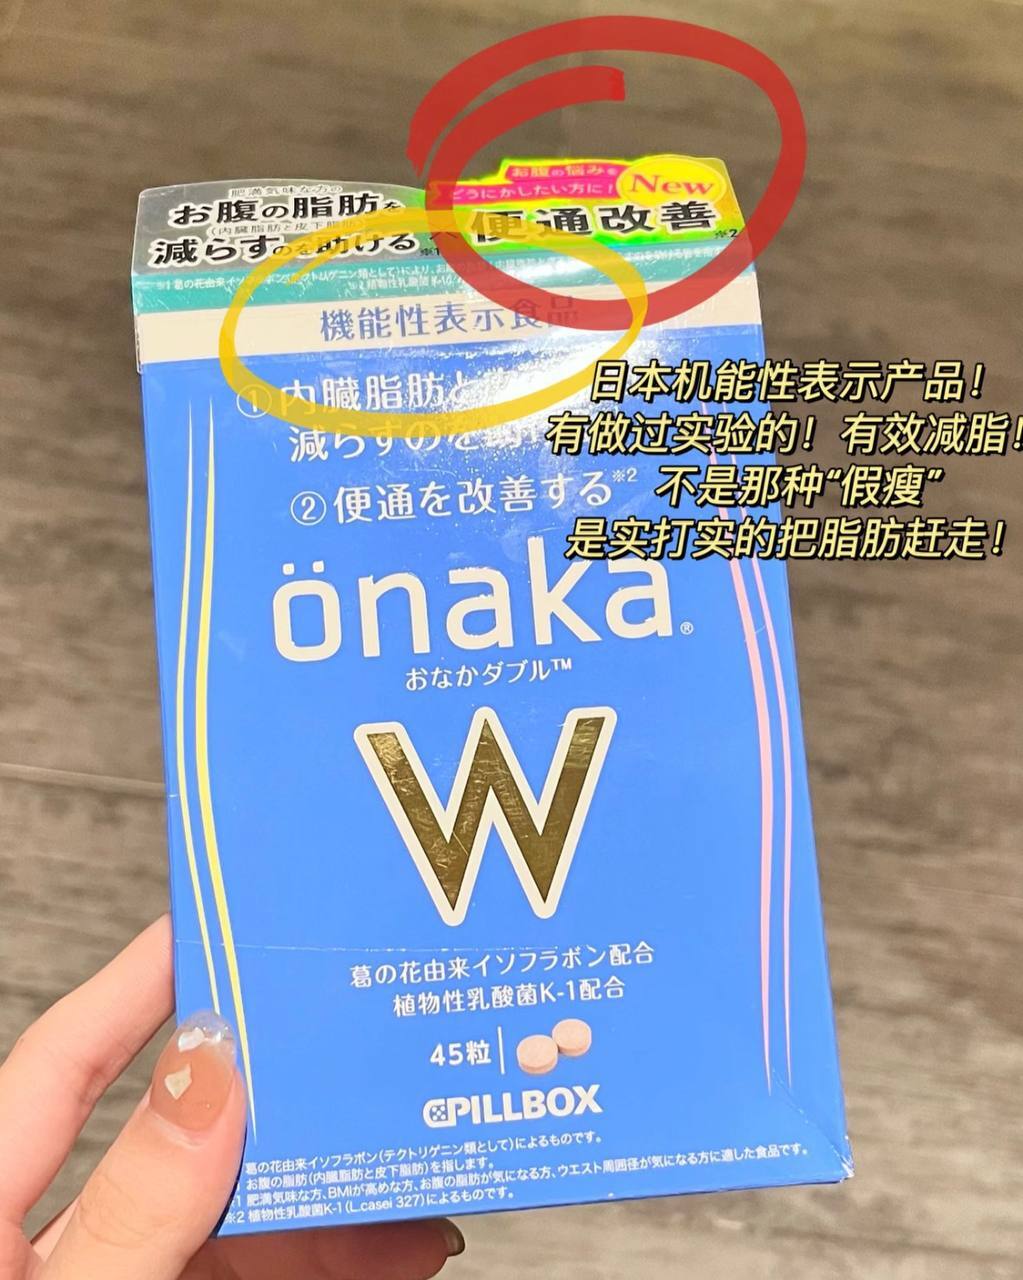 肥満気味な方の
お腹の脂肪を
(内臓脂肪と皮下脂肪)
減らすのを助ける
お腹の悩みを
どうにかしたい方に!
New
便通改善
※2
機能性表示食品
①内臓脂肪と
減らすのを
②便通を改善する※2
日本机能性表示产品!
有做过实验的!有效减脂!
不是那种“假瘦”
是实打实的把脂肪赶走!
önaka®
おなかダブル™
W
葛の花由来イソフラボン配合
植物性乳酸菌K-1配合
45粒
PILLBOX
葛の花由来イソフラボン(テクトリゲニン類として)によるものです。
お腹の脂肪(内臓脂肪と皮下脂肪)を指します。
肥満気味な方、BMIが高めな方、お腹の脂肪が気になる方、ウエスト周囲径が気になる方に適した食品です。
※2 植物性乳酸菌K-1(L.casei 327)によるものです。